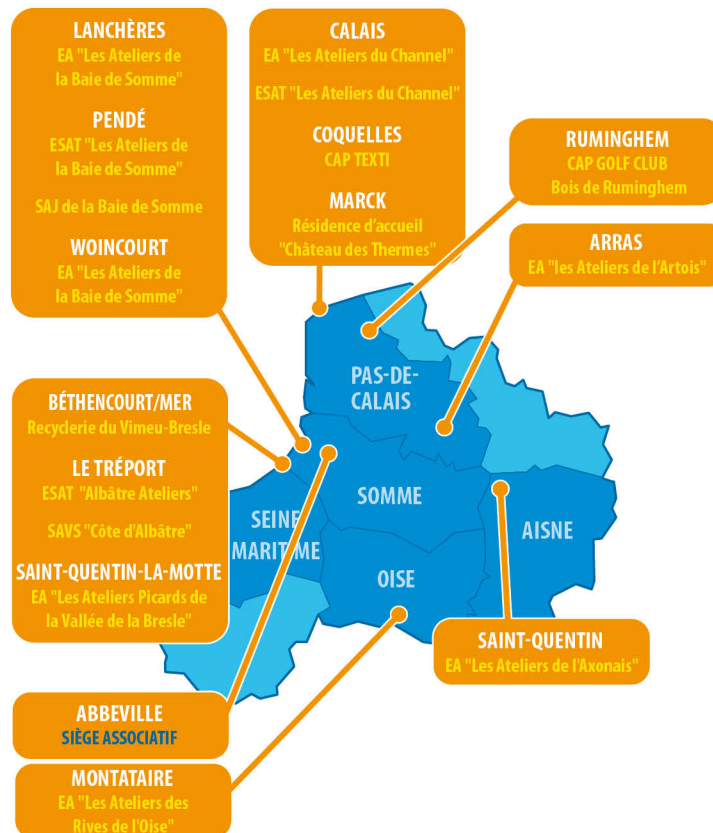 LANCHÈRES
EA "Les Ateliers de
la Baie de Somme"
PENDÉ
ESAT "Les Ateliers de
la Baie de Somme"
SAJ de la Baie de Somme
WOINCOURT
EA "Les Ateliers de
la Baie de Somme"
CALAIS
EA "Les Ateliers du Channel"
ESAT "Les Ateliers du Channel"
COQUELLES
CAP TEXTI
MARCK
Résidence d'accueil
"Château des Thermes"
RUMINGHEM
CAP GOLF CLUB
Bois de Ruminghem
ARRAS
EA "les Ateliers de l'Artois"
PAS-DE-
CALAIS
BÉTHENCOURT/MER
Recyclerie du Vimeu-Bresle
LE TRÉPORT
ESAT "Albâtre Ateliers"
SAVS "Côte d'Albâtre"
SAINT-QUENTIN-LA-MOTTE
EA "Les Ateliers Picards de
la Vallée de la Bresle"
SOMME
SEINE
MARITIME
AISNE
OISE
SAINT-QUENTIN
EA "Les Ateliers de l'Axonais"
ABBEVILLE
SIÈGE ASSOCIATIF
MONTATAIRE
EA "Les Ateliers des
Rives de l'Oise"